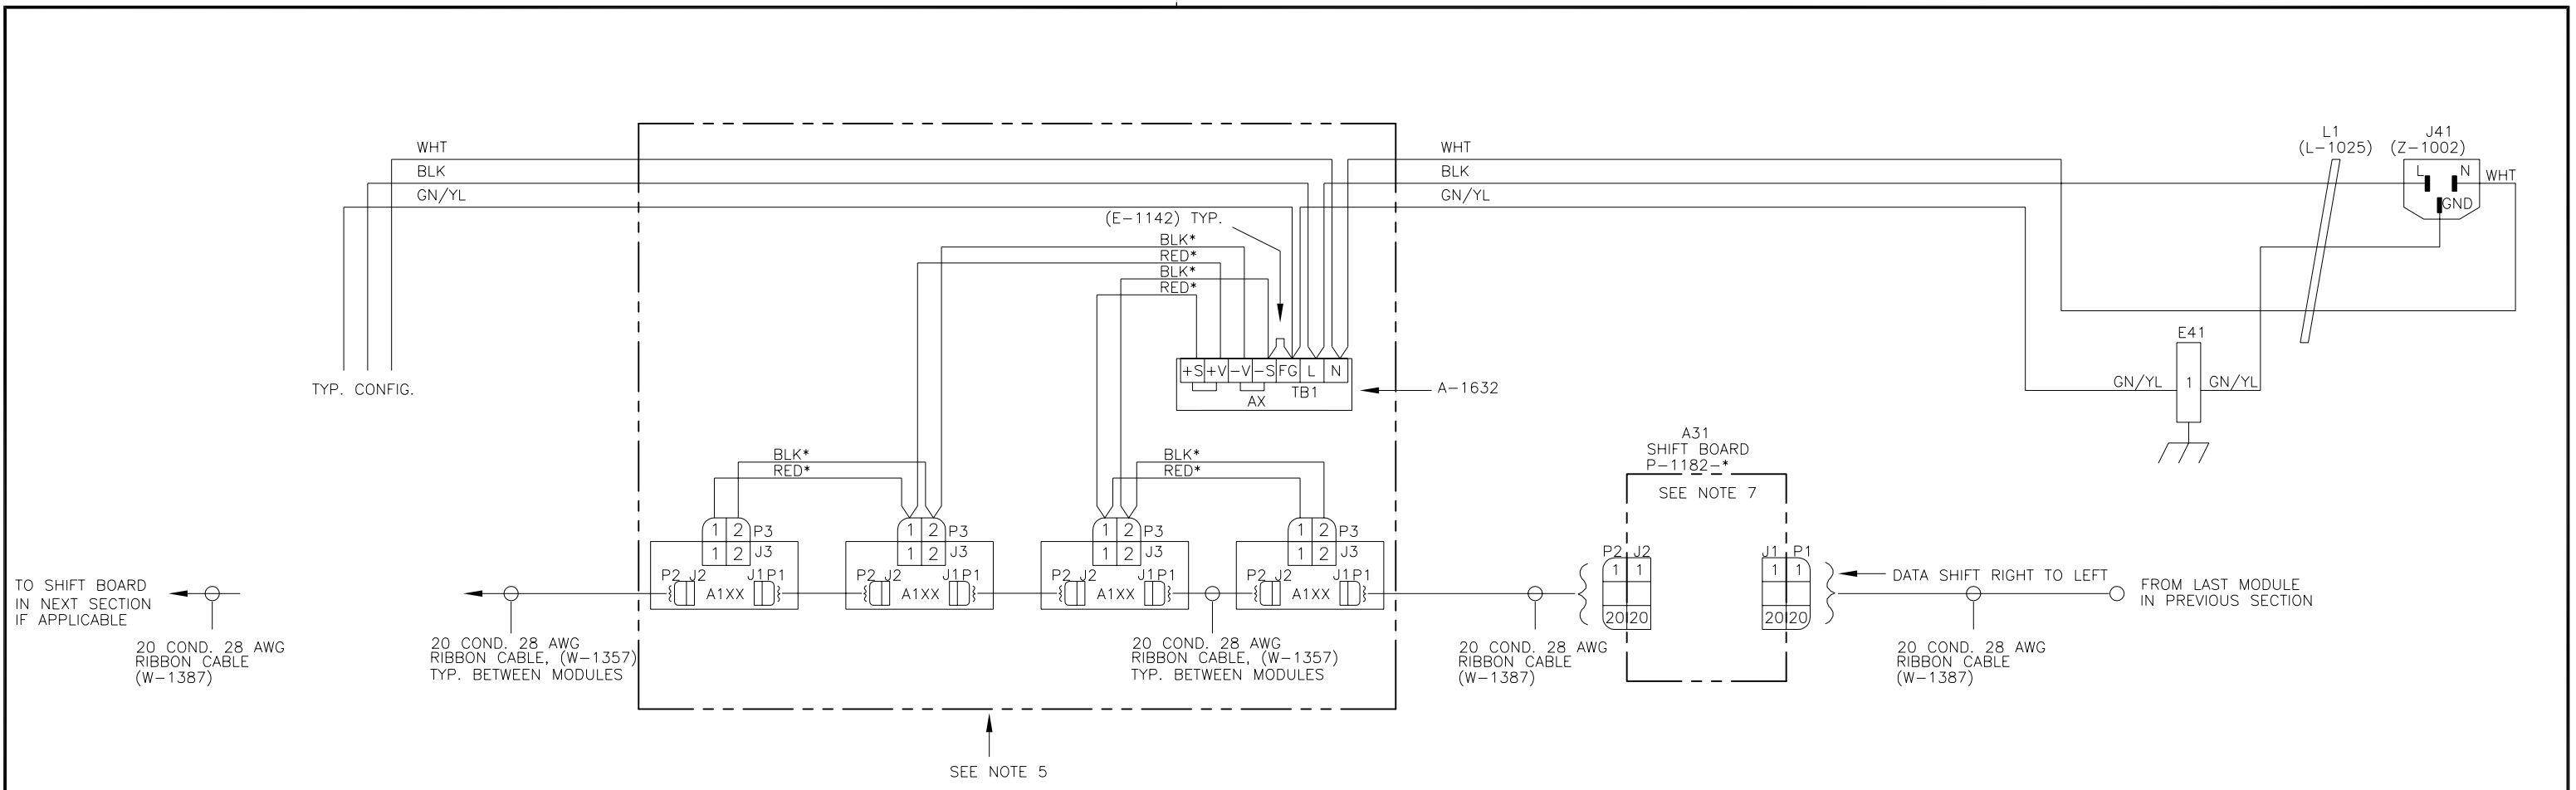 WHT
BLK
GN/YL
TYP. CONFIG.
(E-1142) TYP.
BLK*
RED*
BLK*
RED*
+S +V -V -S FG L N
TB1
AX
A-1632
WHT
BLK
GN/YL
L1
(L-1025)
J41
(Z-1002)
L N
GND
WHT
E41
GN/YL 1 GN/YL
BLK*
RED*
BLK*
RED*
1 2 P3
1 2 J3
P2 J2 J1 P1
A1XX
1 2 P3
1 2 J3
P2 J2 J1 P1
A1XX
1 2 P3
1 2 J3
P2 J2 J1 P1
A1XX
1 2 P3
1 2 J3
P2 J2 J1 P1
A1XX
A31
SHIFT BOARD
P-1182-*
SEE NOTE 7
P2 J2
1 1
20 20
J1 P1
1 1
20 20
DATA SHIFT RIGHT TO LEFT
FROM LAST MODULE
IN PREVIOUS SECTION
TO SHIFT BOARD
IN NEXT SECTION
IF APPLICABLE
20 COND. 28 AWG
RIBBON CABLE
(W-1387)
20 COND. 28 AWG
RIBBON CABLE, (W-1357)
TYP. BETWEEN MODULES
20 COND. 28 AWG
RIBBON CABLE, (W-1357)
TYP. BETWEEN MODULES
20 COND. 28 AWG
RIBBON CABLE
(W-1387)
20 COND. 28 AWG
RIBBON CABLE
(W-1387)
SEE NOTE 5